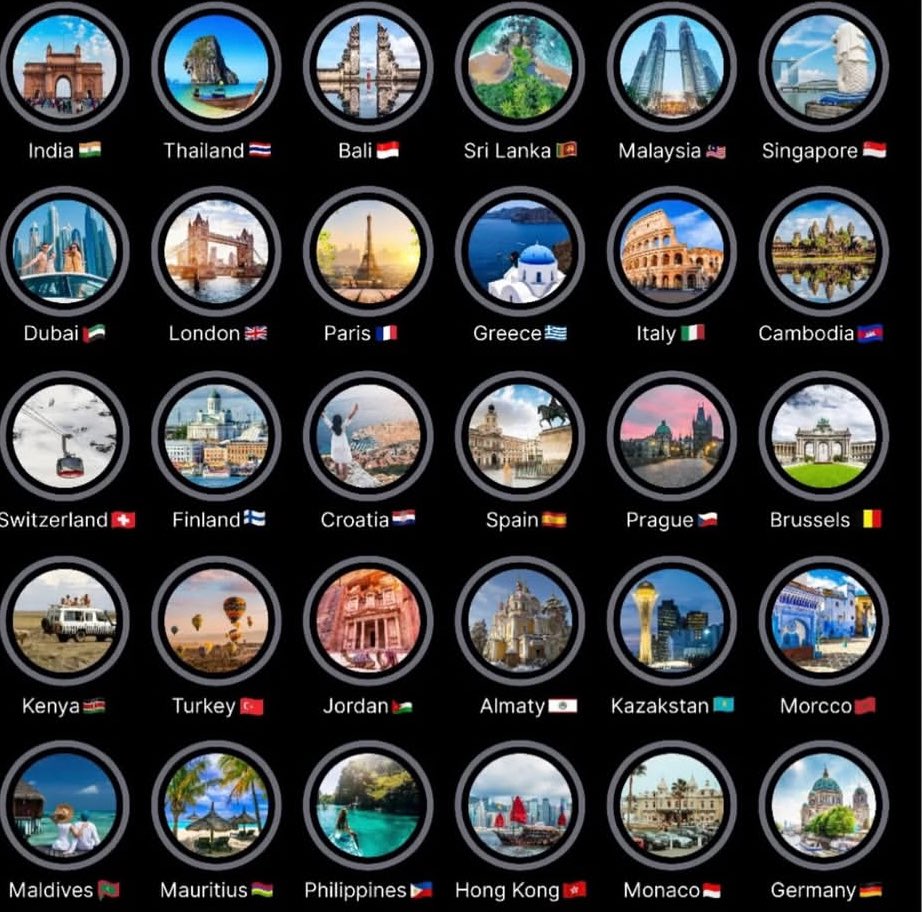 India🇮🇳 Thailand 🇹🇭 Bali🇮🇩 Sri Lanka🇱🇰 Malaysia 🇲🇾 Singapore 🇸🇬
Dubai🇦🇪 London 🇬🇧 Paris🇫🇷 Greece🇬🇷 Italy🇮🇹 Cambodia🇰🇭
Switzerland🇨🇭 Finland🇫🇮 Croatia🇭🇷 Spain🇪🇸 Prague🇨🇿 Brussels 🇧🇪
Kenya🇰🇪 Turkey🇹🇷 Jordan🇯🇴 Almaty Kazakstan🇰🇿 Morcco🇲🇦
Maldives🇲🇻 Mauritius🇲🇺 Philippines🇵🇭 Hong Kong🇭🇰 Monaco🇲🇨 Germany🇩🇪